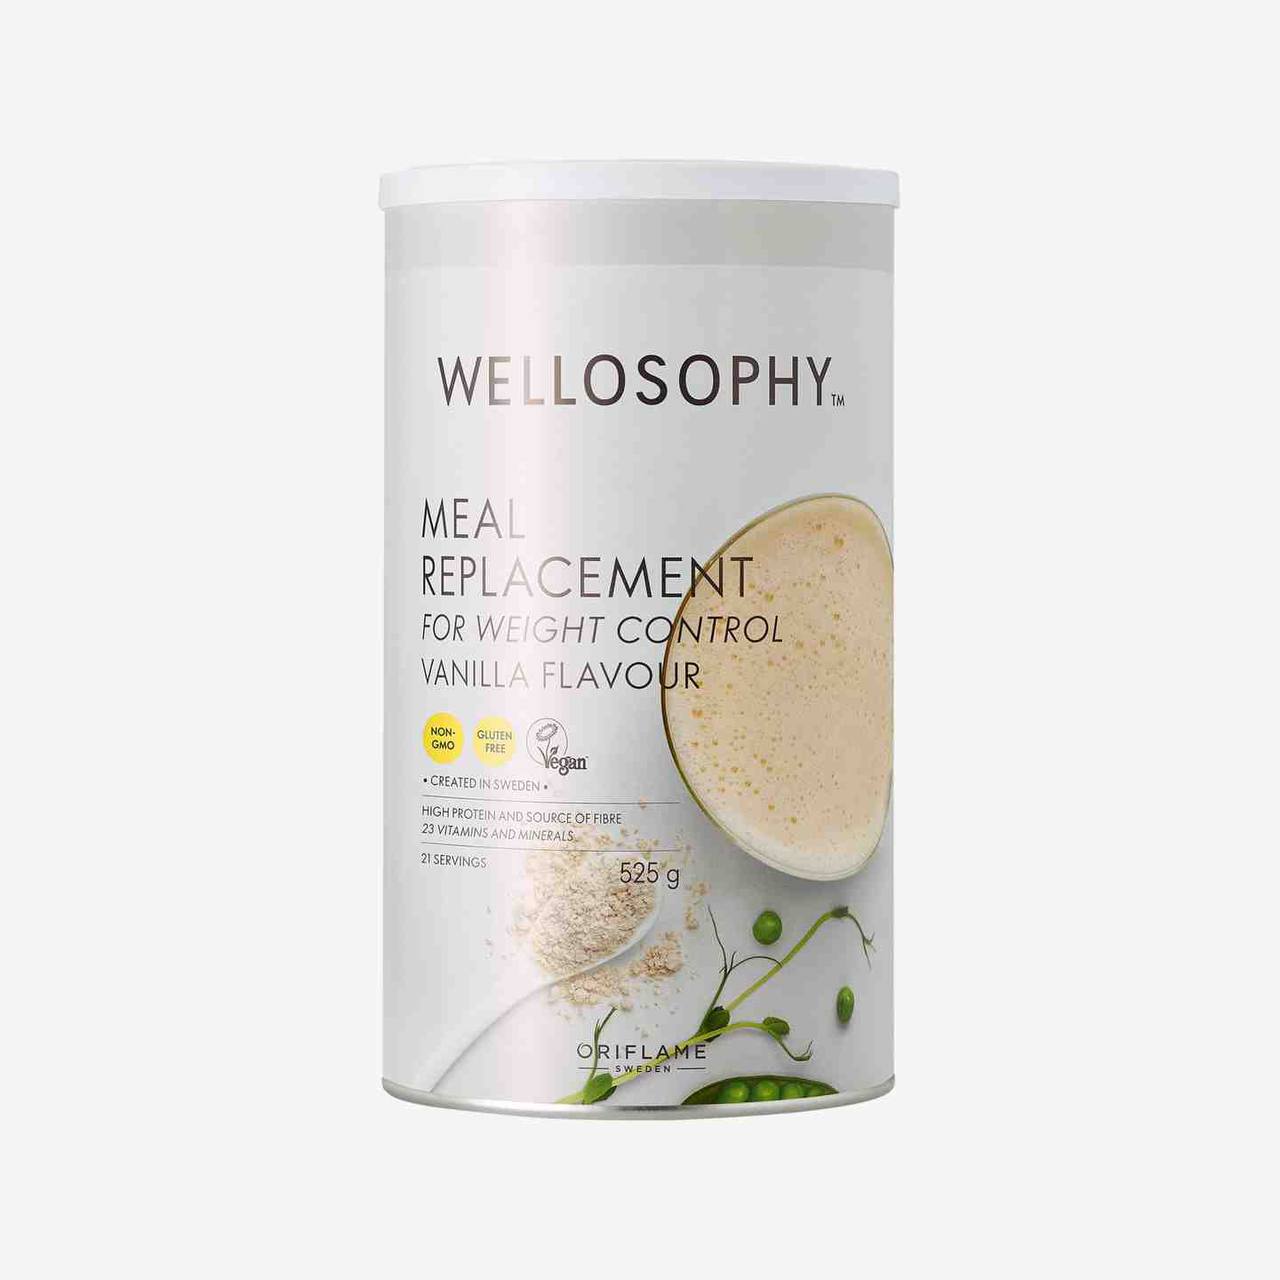 WELLOSOPHY™
MEAL
REPLACEMENT
FOR WEIGHT CONTROL
VANILLA FLAVOUR
NON-
GMO
GLUTEN
FREE
Vegan
• CREATED IN SWEDEN •
HIGH PROTEIN AND SOURCE OF FIBRE
23 VITAMINS AND MINERALS
21 SERVINGS
525 g
ORIFLAME
SWEDEN